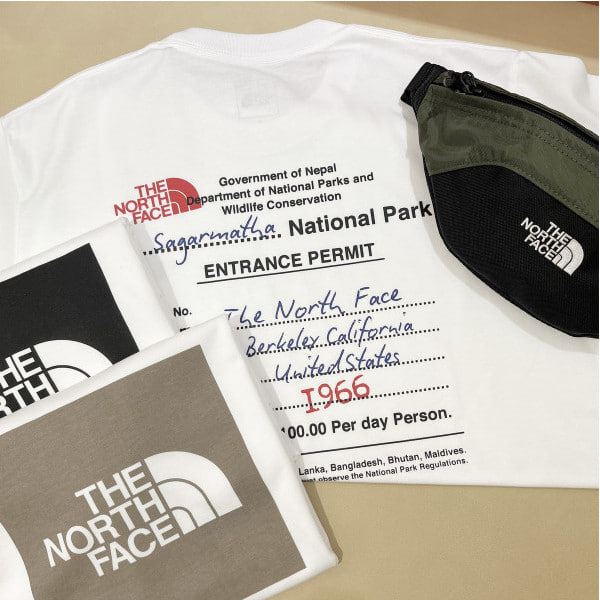 THE
NORTH
FACE
Government of Nepal
Department of National Parks and
Wildlife Conservation
Sagarmatha National Park
ENTRANCE PERMIT
No.
The North Face
Berkeley California
United States
1966
100.00 Per day Person.
Lanka, Bangladesh, Bhutan, Maldives.
observe the National Park Regulations.
THE
NORTH
FACE
THE
NORTH
FACE
THE
NORTH
FACE